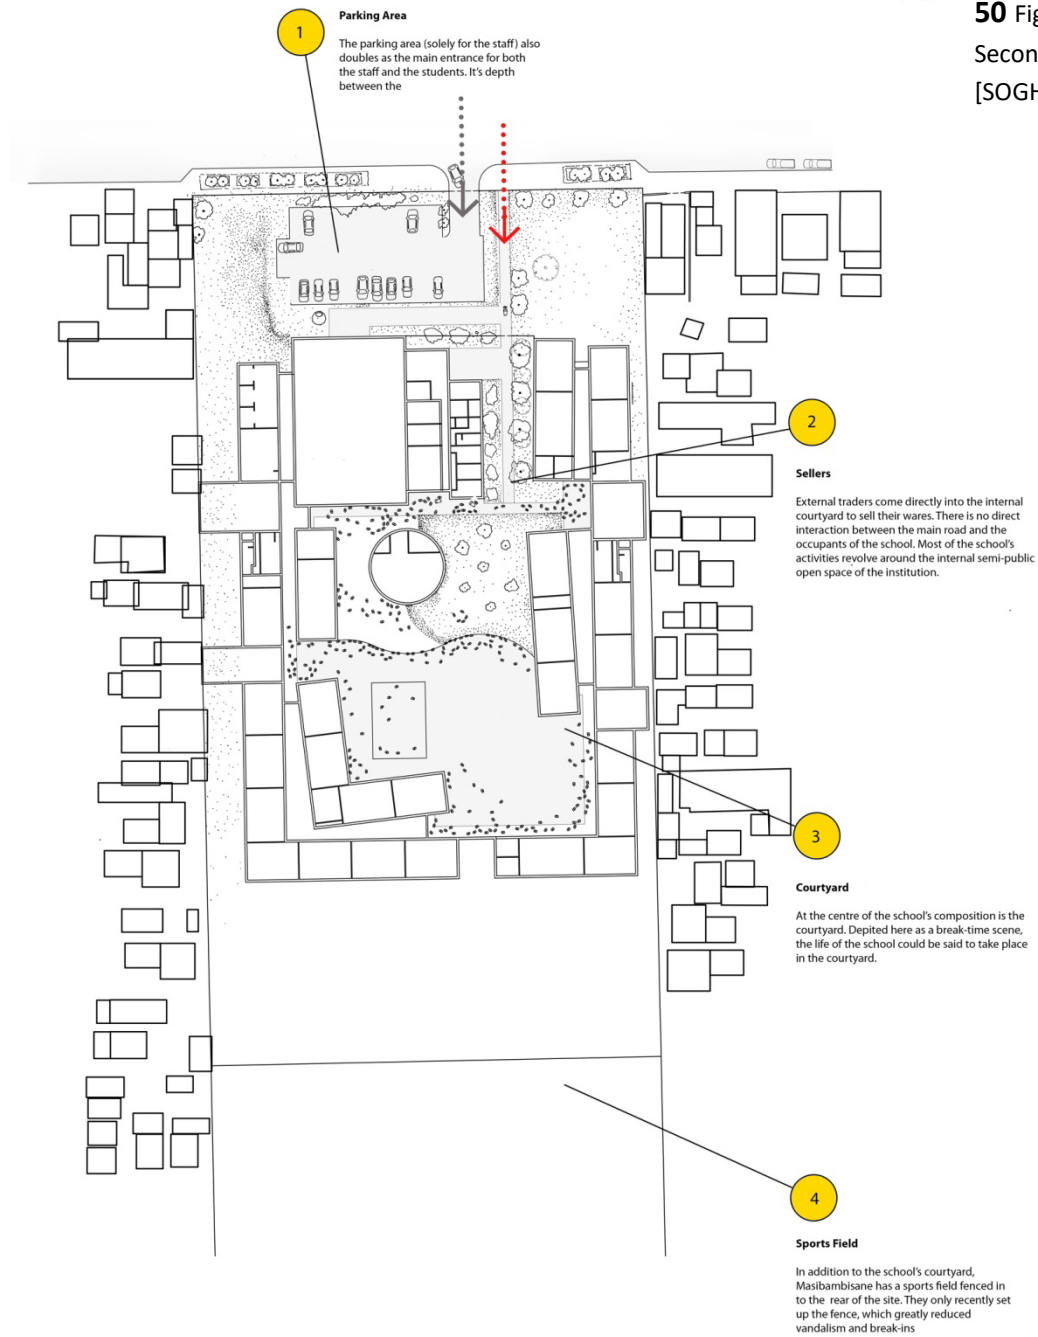 50 Fig
Secon
[SOGH
1
Parking Area
The parking area (solely for the staff) also
doubles as the main entrance for both
the staff and the students. It's depth
between the
2
Sellers
External traders come directly into the internal
courtyard to sell their wares. There is no direct
interaction between the main road and the
occupants of the school. Most of the school's
activities revolve around the internal semi-public
open space of the institution.
3
Courtyard
At the centre of the school's composition is the
courtyard. Depited here as a break-time scene,
the life of the school could be said to take place
in the courtyard.
4
Sports Field
In addition to the school's courtyard,
Masibambisane has a sports field fenced in
to the rear of the site. They only recently set
up the fence, which greatly reduced
vandalism and break-ins